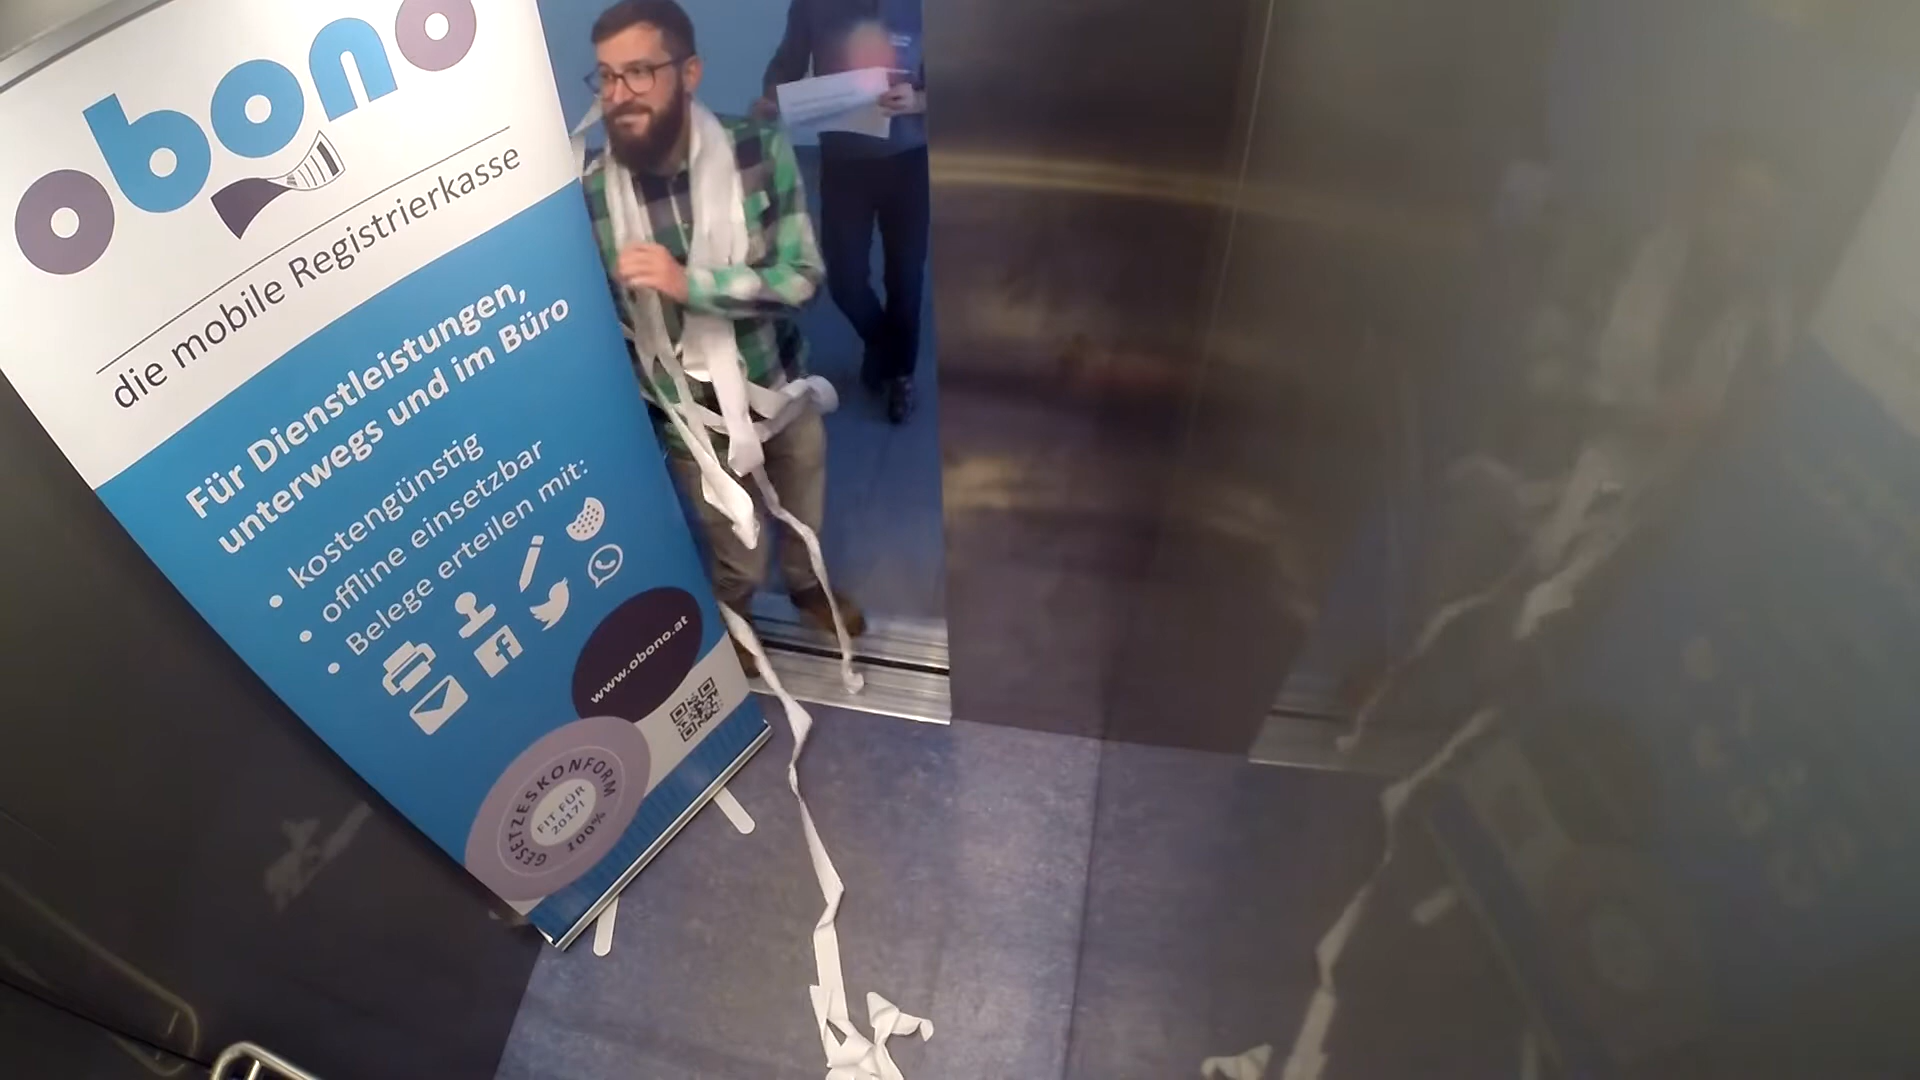 obono
die mobile Registrierkasse
Für Dienstleistungen,
unterwegs und im Büro
• kostengünstig
• offline einsetzbar
• Belege erteilen mit:
www.obono.at
GESETZESKONFORM
FIT FÜR
2017!
100%